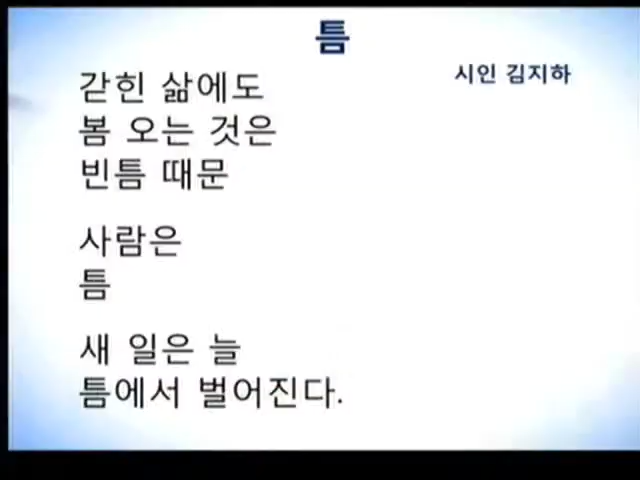 틈
시인 김지하
갇힌 삶에도
봄 오는 것은
빈틈 때문
사람은
틈
새 일은 늘
틈에서 벌어진다.